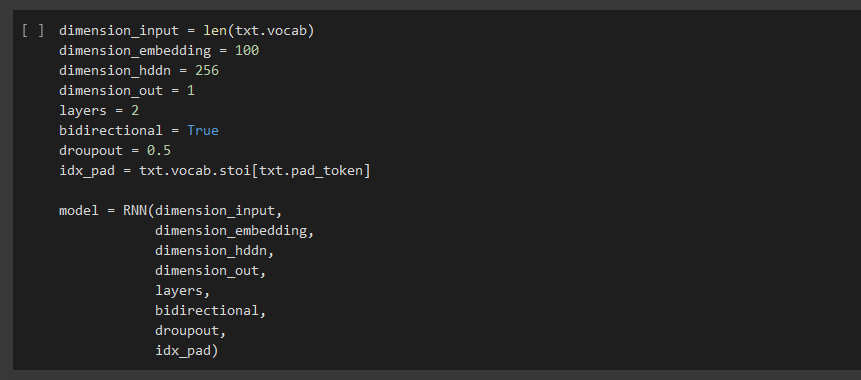 [ ] dimension_input = len(txt.vocab)
dimension_embedding = 100
dimension_hddn = 256
dimension_out = 1
layers = 2
bidirectional = True
droupout = 0.5
idx_pad = txt.vocab.stoi[txt.pad_token]
model = RNN(dimension_input,
dimension_embedding,
dimension_hddn,
dimension_out,
layers,
bidirectional,
droupout,
idx_pad)